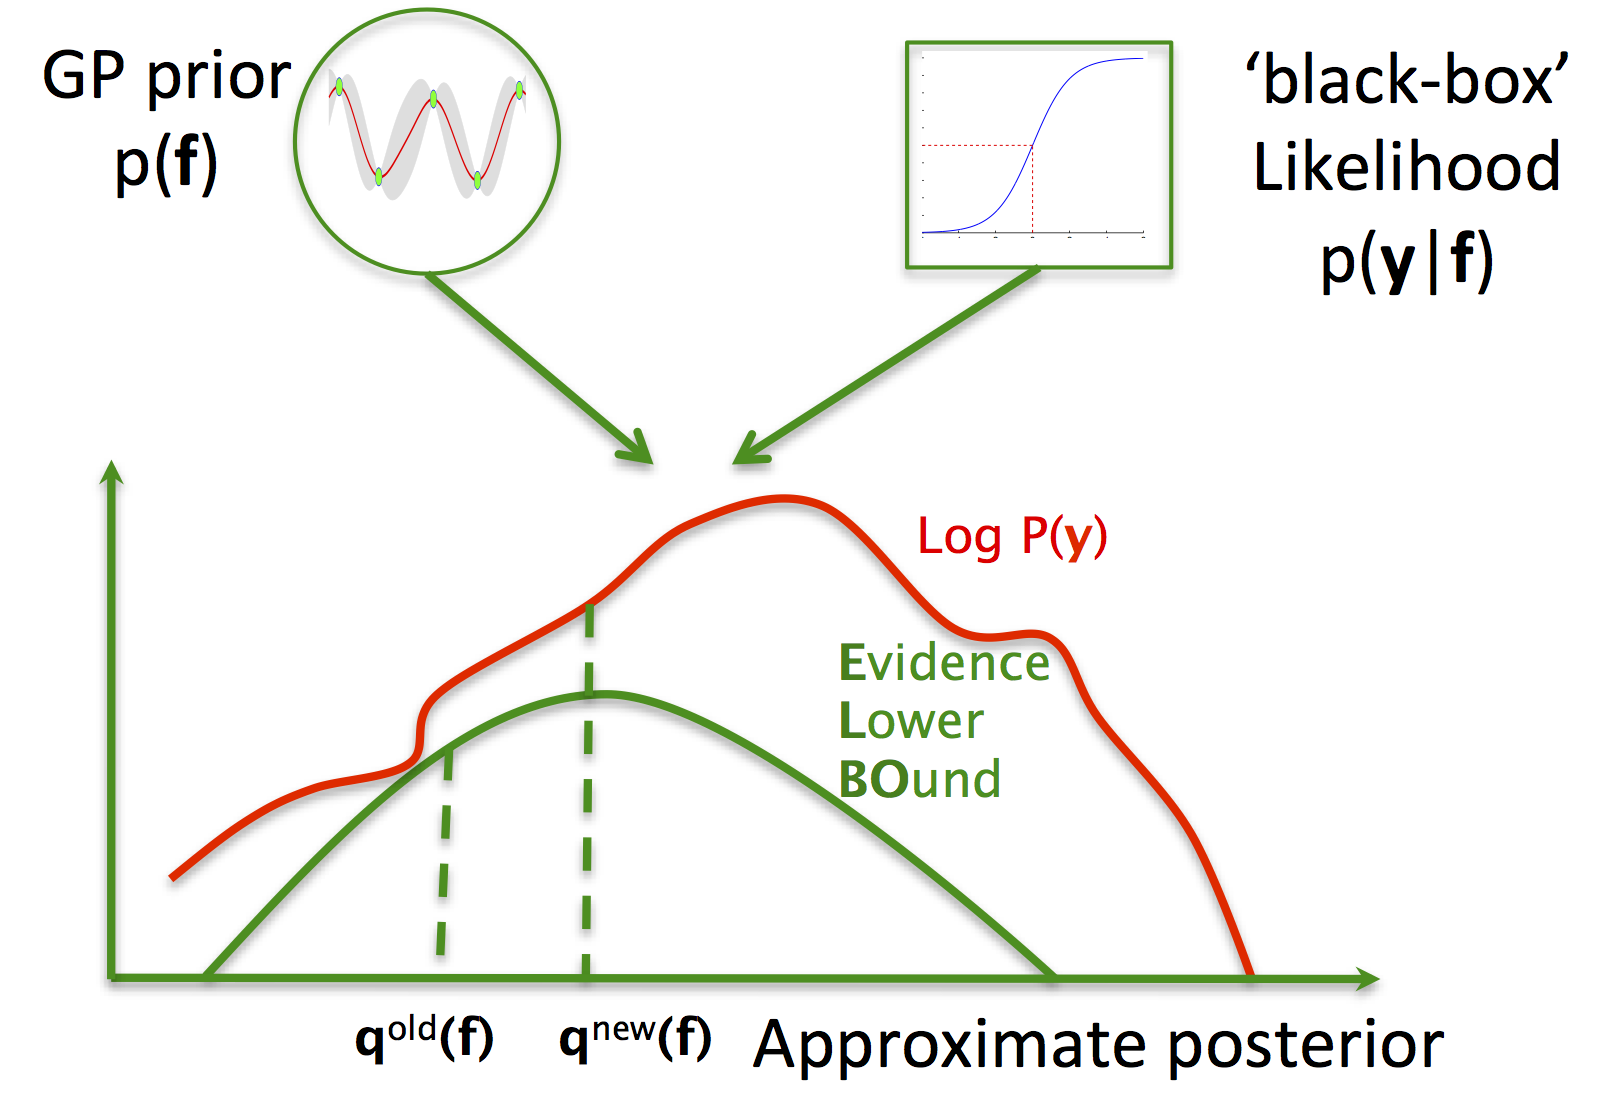 GP prior
p(f)
‘black-box’
Likelihood
p(y|f)
Log P(y)
Evidence
Lower
BOund
q^old(f)
q^new(f)
Approximate posterior